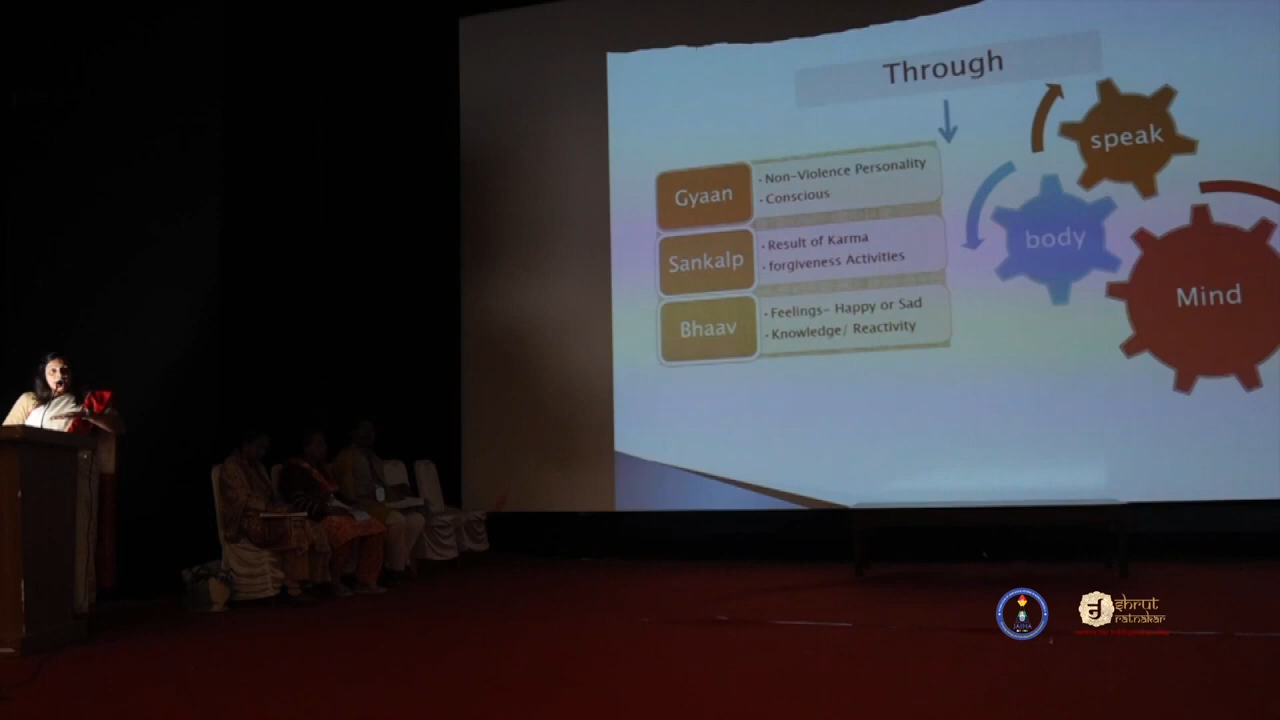 Through
speak
body
Mind
Gyaan
· Non-Violence Personality
· Conscious
Sankalp
· Result of Karma
· forgiveness Activities
Bhaav
· Feelings- Happy or Sad
· Knowledge/ Reactivity
JAINA
shrut
ratnakar